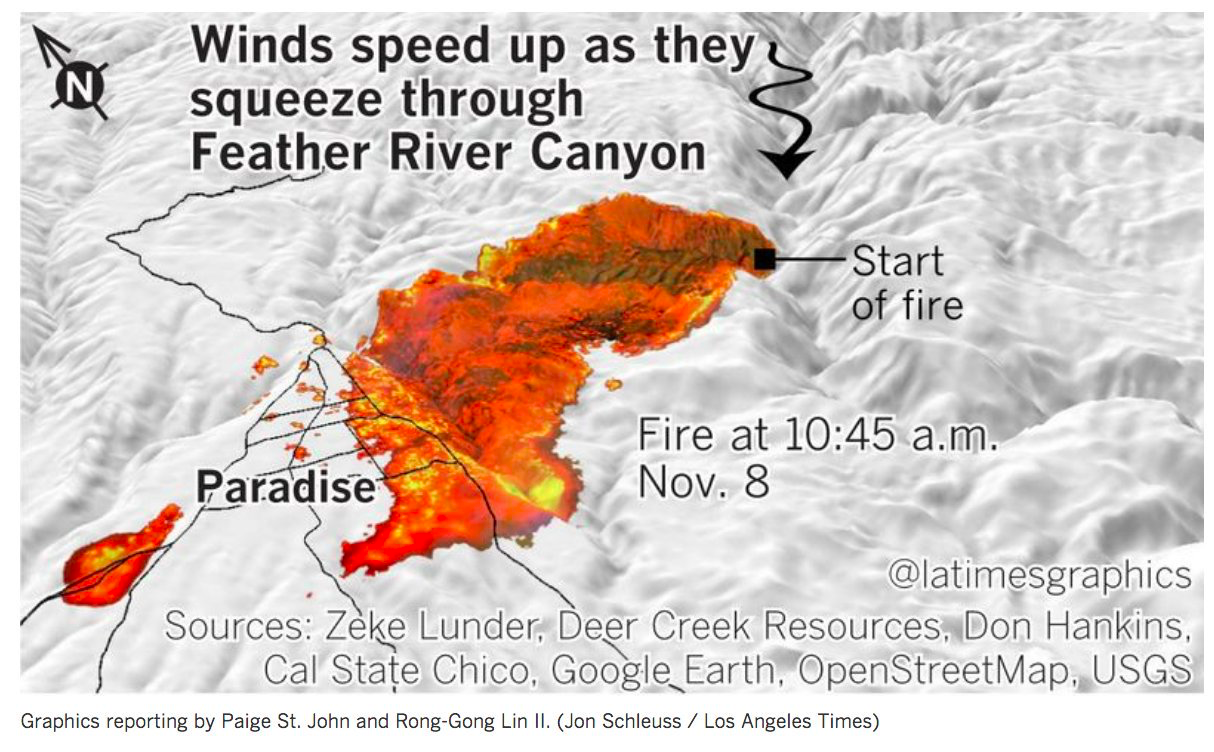 N
Winds speed up as they
squeeze through
Feather River Canyon
Start
of fire
Fire at 10:45 a.m.
Nov. 8
Paradise
@latimesgraphics
Sources: Zeke Lunder, Deer Creek Resources, Don Hankins,
Cal State Chico, Google Earth, OpenStreetMap, USGS
Graphics reporting by Paige St. John and Rong-Gong Lin II. (Jon Schleuss / Los Angeles Times)